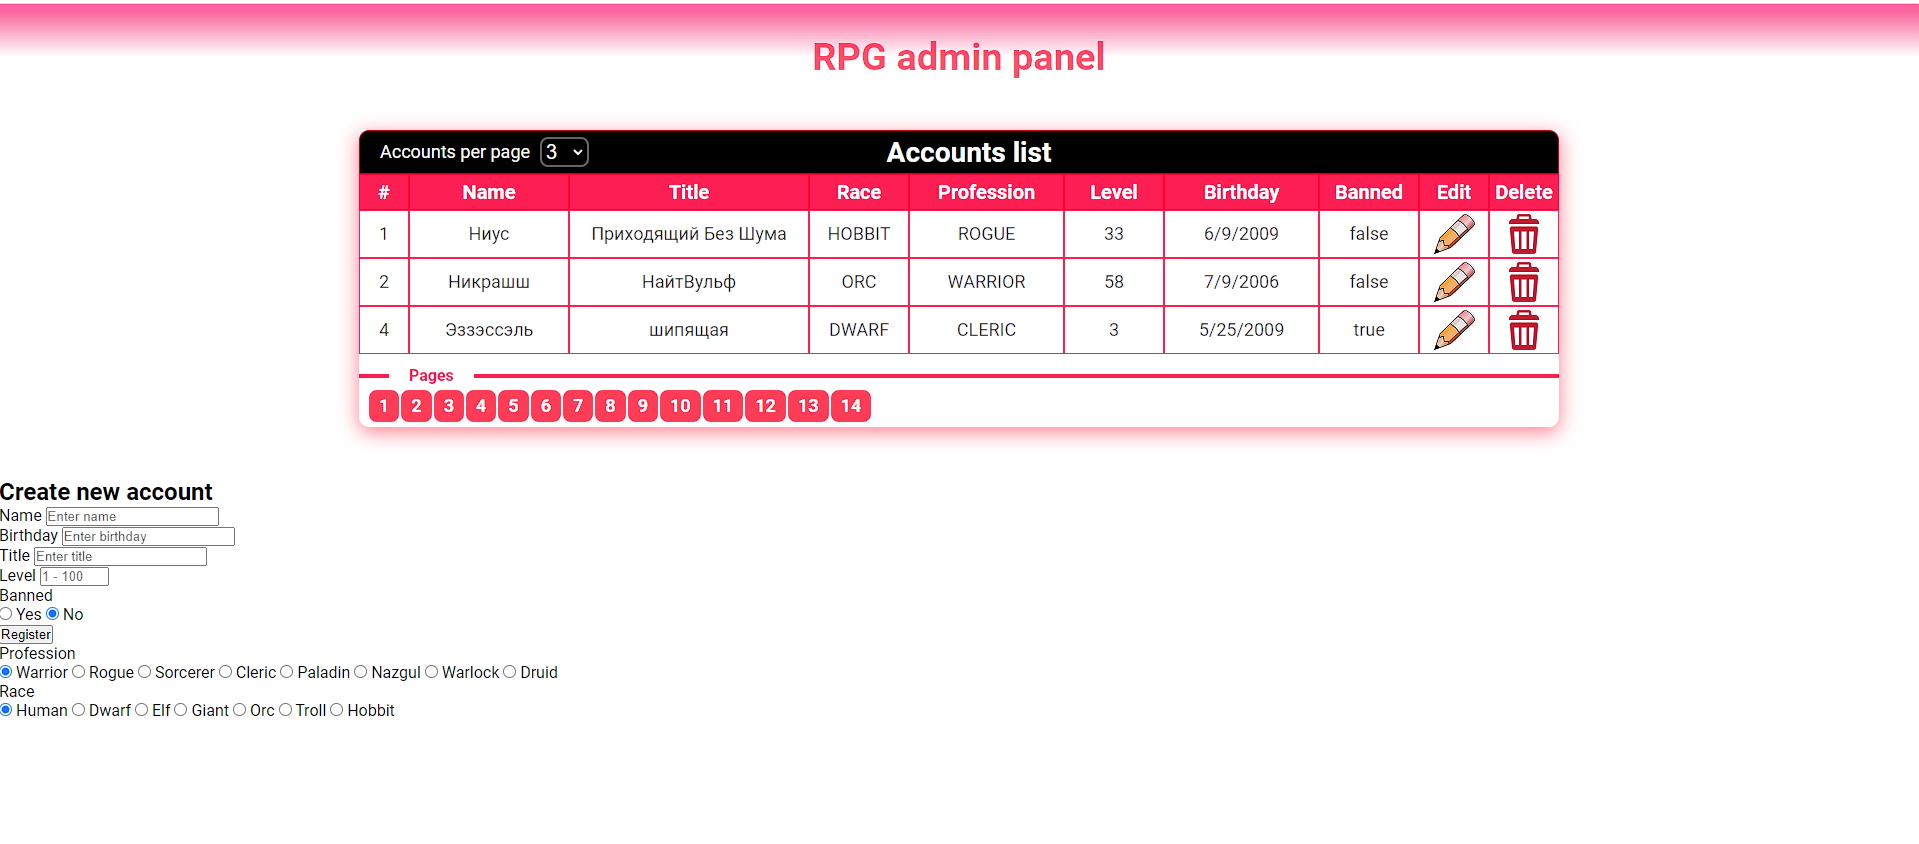 RPG admin panel
Accounts per page 3 Accounts list
# Name Title Race Profession Level Birthday Banned Edit Delete
1 Ниус Приходящий Без Шума HOBBIT ROGUE 33 6/9/2009 false
2 Никрашш НайтВульф ORC WARRIOR 58 7/9/2006 false
4 Эззэссэль шипящая DWARF CLERIC 3 5/25/2009 true
Pages
1 2 3 4 5 6 7 8 9 10 11 12 13 14
Create new account
Name Enter name
Birthday Enter birthday
Title Enter title
Level 1 - 100
Banned
Yes No
Register
Profession
Warrior Rogue Sorcerer Cleric Paladin Nazgul Warlock Druid
Race
Human Dwarf Elf Giant Orc Troll Hobbit